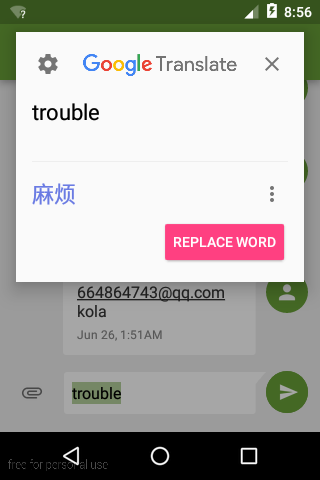 8:56
Google Translate
trouble
麻烦
REPLACE WORD
664864743@qq.com
kola
Jun 26, 1:51AM
trouble
free for personal use